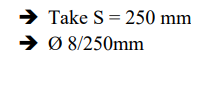 ➔ Take S = 250 mm
➔ Ø 8/250mm